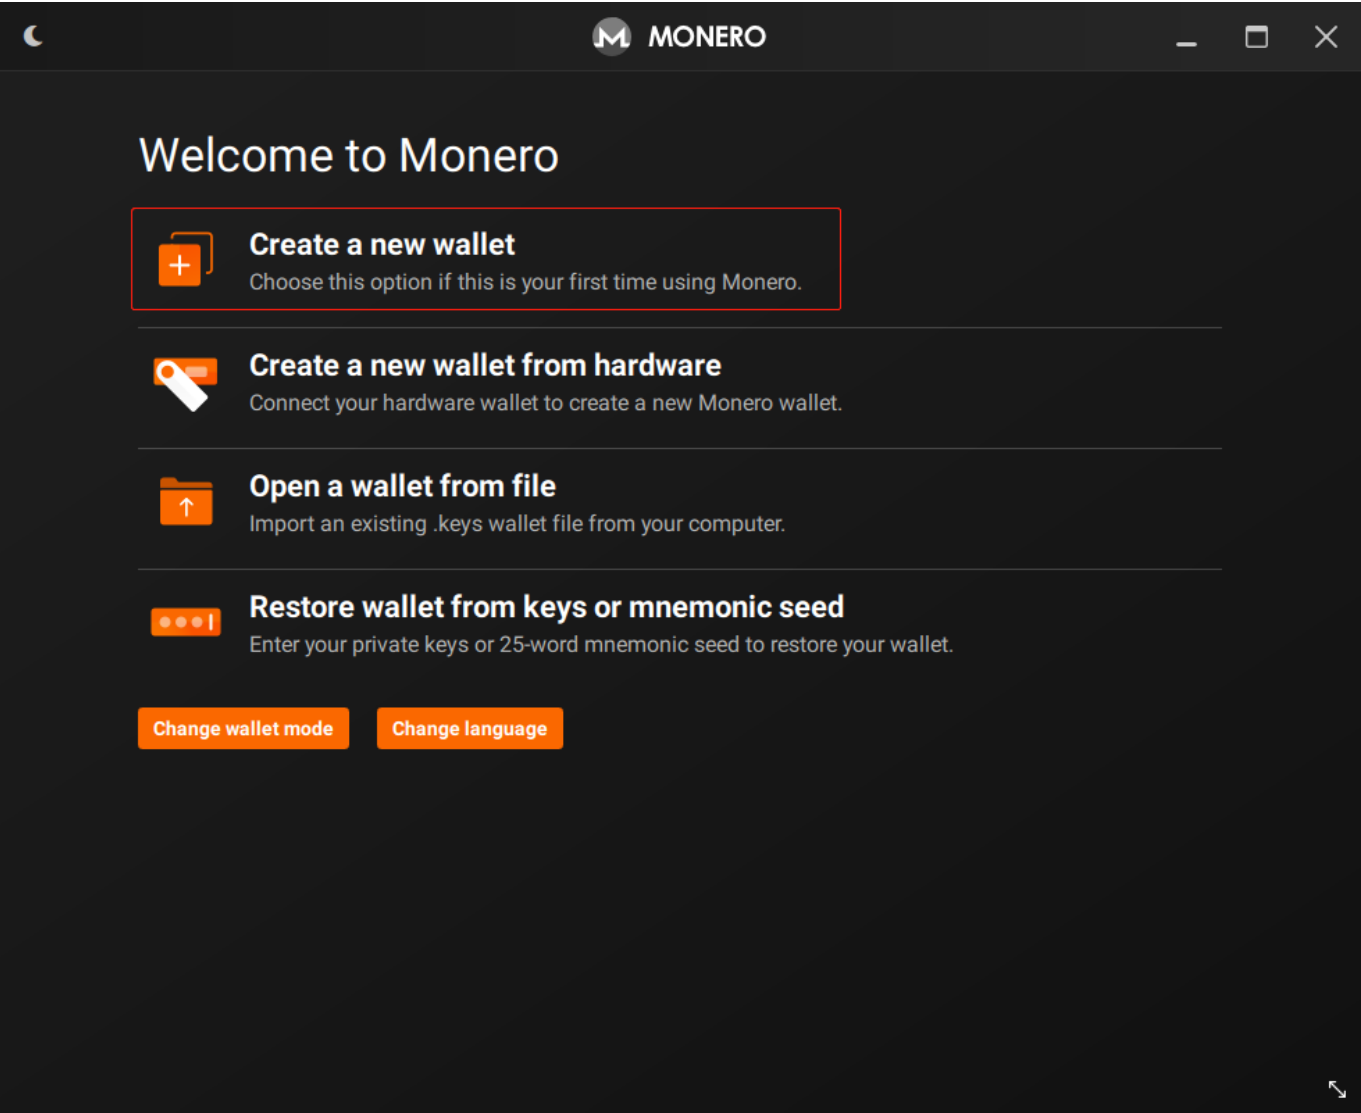 MONERO
Welcome to Monero
Create a new wallet
Choose this option if this is your first time using Monero.
Create a new wallet from hardware
Connect your hardware wallet to create a new Monero wallet.
Open a wallet from file
Import an existing .keys wallet file from your computer.
Restore wallet from keys or mnemonic seed
Enter your private keys or 25-word mnemonic seed to restore your wallet.
Change wallet mode
Change language